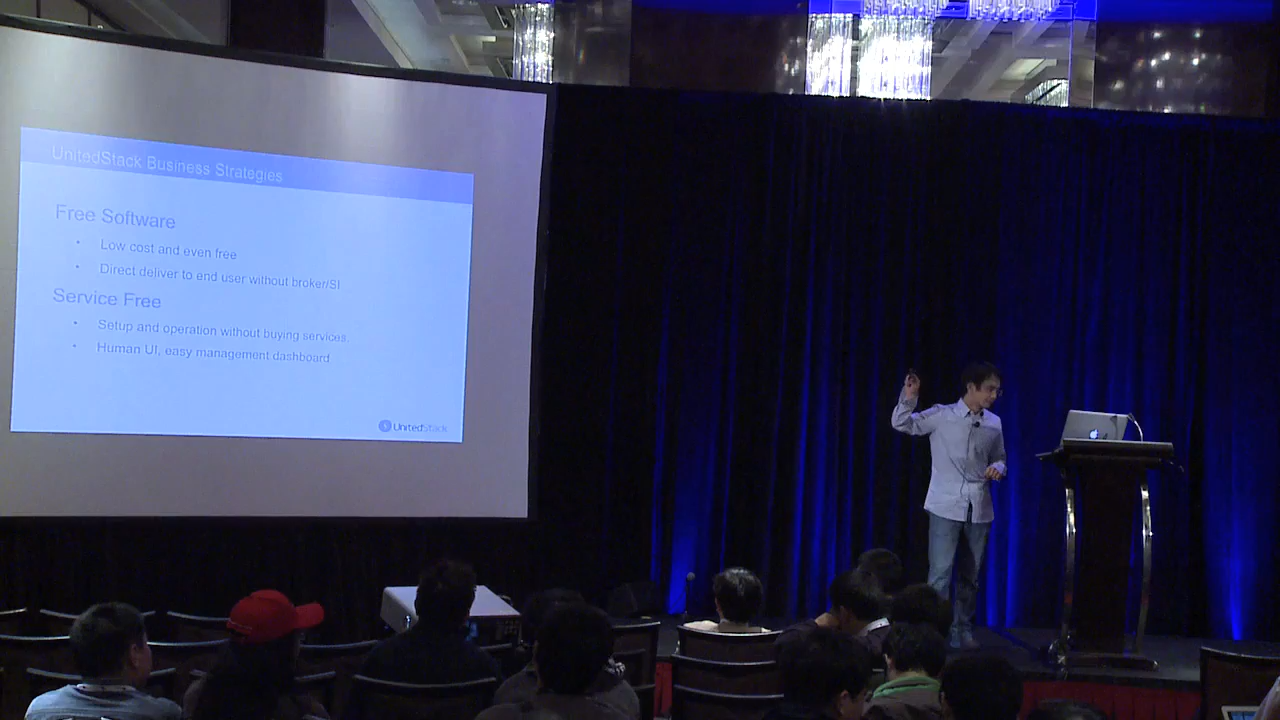 UnitedStack Business Strategies
Free Software
• Low cost and even free
• Direct deliver to end user without broker/SI
Service Free
• Setup and operation without buying services.
• Human UI, easy management dashboard
UnitedStack